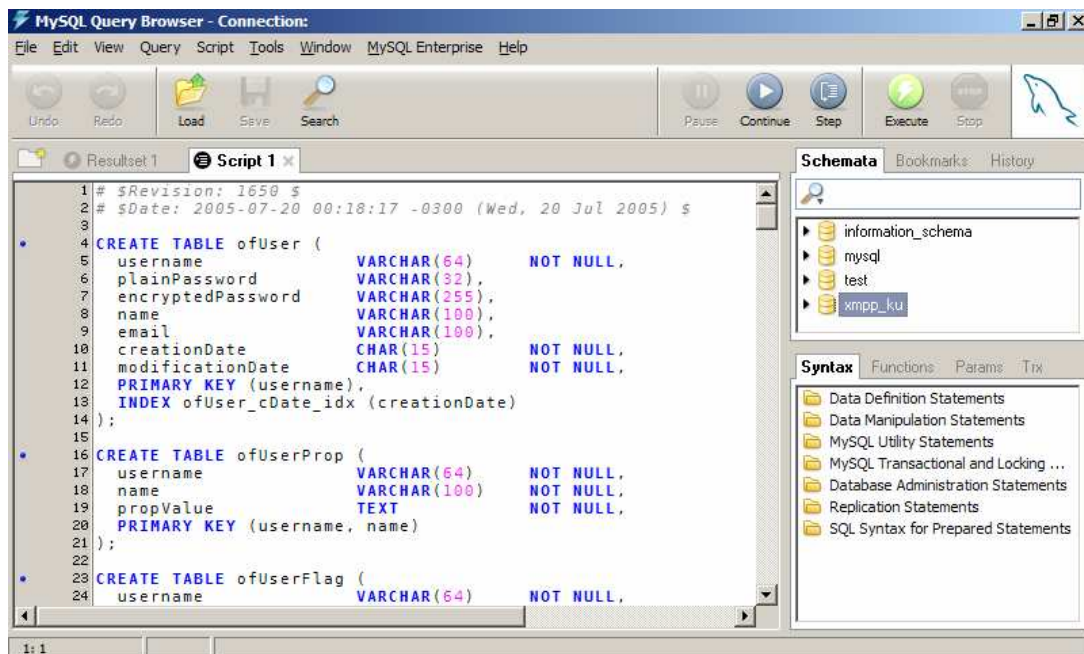 MySQL Query Browser - Connection:
File Edit View Query Script Tools Window MySQL Enterprise Help
Undo Redo Load Save Search Pause Continue Step Execute Stop
Resultset 1 Script 1
1 # $Revision: 1650 $
2 # $Date: 2005-07-20 00:18:17 -0300 (Wed, 20 Jul 2005) $
3
4 CREATE TABLE ofUser (
5 username VARCHAR(64) NOT NULL,
6 plainPassword VARCHAR(32),
7 encryptedPassword VARCHAR(255),
8 name VARCHAR(100),
9 email VARCHAR(100),
10 creationDate CHAR(15) NOT NULL,
11 modificationDate CHAR(15) NOT NULL,
12 PRIMARY KEY (username),
13 INDEX ofUser_cDate_idx (creationDate)
14 );
15
16 CREATE TABLE ofUserProp (
17 username VARCHAR(64) NOT NULL,
18 name VARCHAR(100) NOT NULL,
19 propValue TEXT NOT NULL,
20 PRIMARY KEY (username, name)
21 );
22
23 CREATE TABLE ofUserFlag (
24 username VARCHAR(64) NOT NULL,
Schemata Bookmarks History
information_schema
mysql
test
xmpp_ku
Syntax Functions Params Trx
Data Definition Statements
Data Manipulation Statements
MySQL Utility Statements
MySQL Transactional and Locking ...
Database Administration Statements
Replication Statements
SQL Syntax for Prepared Statements
1: 1